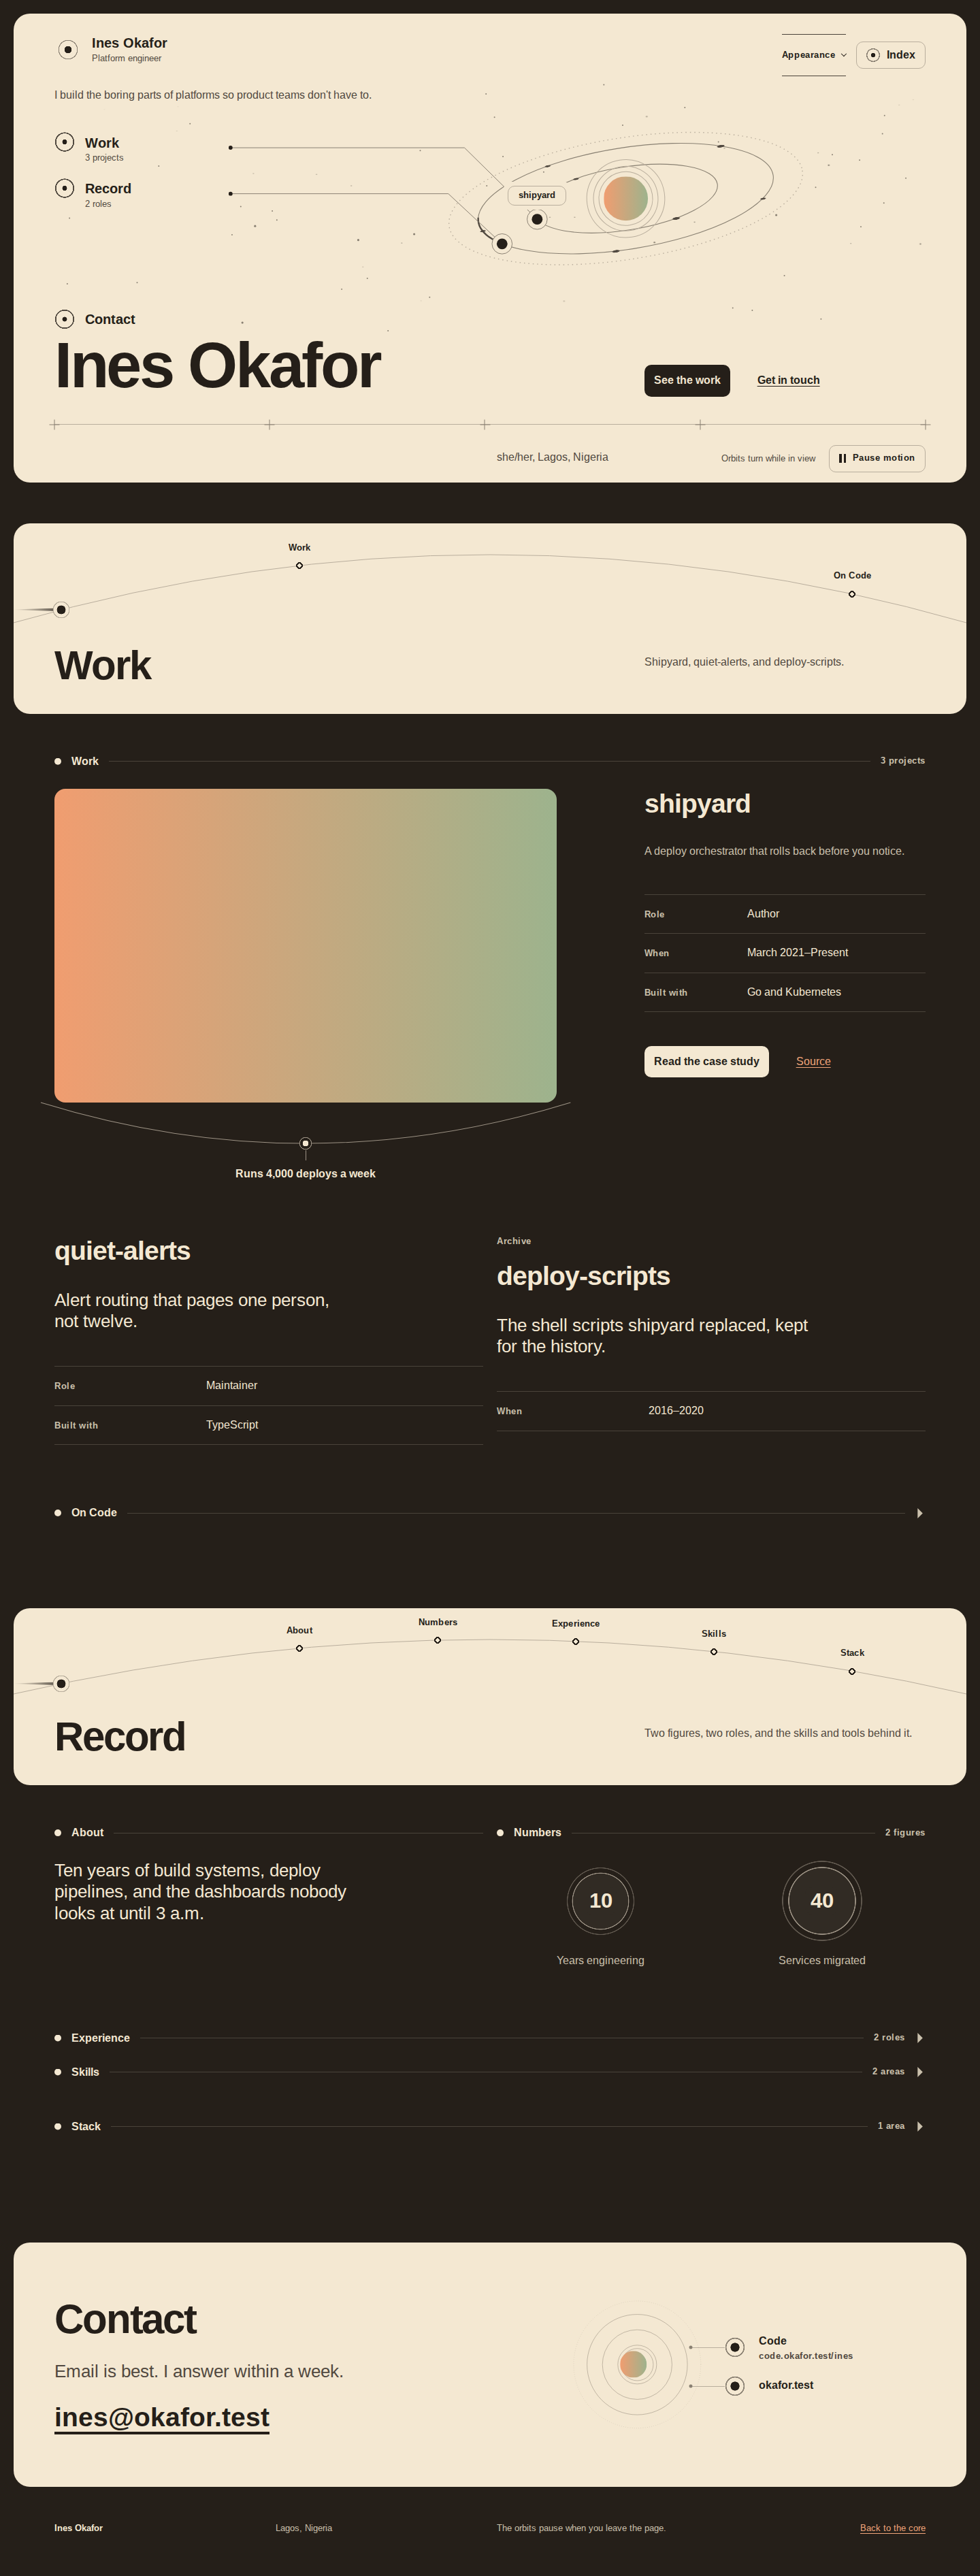 Ines Okafor
Platform engineer
Appearance
Index
I build the boring parts of platforms so product teams don't have to.
Work
3 projects
Record
2 roles
shipyard
Contact
Ines Okafor
See the work
Get in touch
she/her, Lagos, Nigeria
Orbits turn while in view
Pause motion
Work
On Code
Work
Shipyard, quiet-alerts, and deploy-scripts.
Work
3 projects
shipyard
A deploy orchestrator that rolls back before you notice.
Role
Author
When
March 2021–Present
Built with
Go and Kubernetes
Read the case study
Source
Runs 4,000 deploys a week
quiet-alerts
Alert routing that pages one person,
not twelve.
Role
Maintainer
Built with
TypeScript
Archive
deploy-scripts
The shell scripts shipyard replaced, kept
for the history.
When
2016–2020
On Code
About
Numbers
Experience
Skills
Stack
Record
Two figures, two roles, and the skills and tools behind it.
About
Ten years of build systems, deploy
pipelines, and the dashboards nobody
looks at until 3 a.m.
Numbers
2 figures
10
Years engineering
40
Services migrated
Experience
2 roles
Skills
2 areas
Stack
1 area
Contact
Email is best. I answer within a week.
ines@okafor.test
Code
code.okafor.test/ines
okafor.test
Ines Okafor
Lagos, Nigeria
The orbits pause when you leave the page.
Back to the core